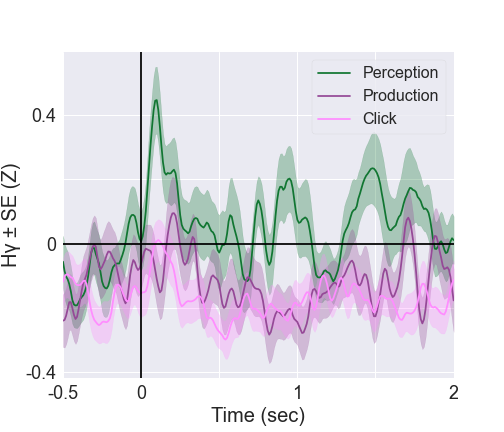 Perception
Production
Click
Hγ ± SE (Z)
0.4
0
-0.4
-0.5
0
1
2
Time (sec)